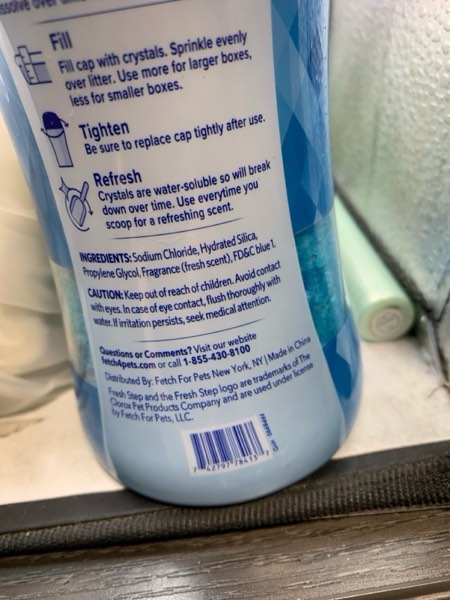 dissolve over time
Fill
Fill cap with crystals. Sprinkle evenly
over litter. Use more for larger boxes,
less for smaller boxes.
Tighten
Be sure to replace cap tightly after use.
Refresh
Crystals are water-soluble so will break
down over time. Use everytime you
scoop for a refreshing scent.
INGREDIENTS: Sodium Chloride, Hydrated Silica,
Propylene Glycol, Fragrance (fresh scent), FD&C blue 1.
CAUTION: Keep out of reach of children. Avoid contact
with eyes. In case of eye contact, flush thoroughly with
water. If irritation persists, seek medical attention.
Questions or Comments? Visit our website
fetch4pets.com or call 1-855-430-8100
Distributed By: Fetch For Pets New York, NY | Made in China
Fresh Step and the Fresh Step logo are trademarks of The
Clorox Pet Products Company and are used under license
by Fetch For Pets, LLC.
7 42797 78413 7